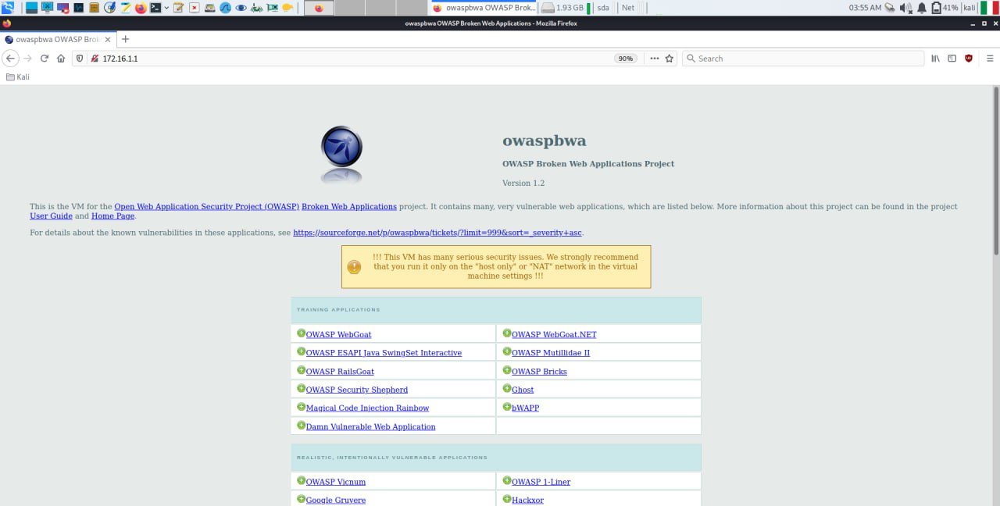 owaspbwa OWASP Brok...
1.93 GB
sda
Net
03:55 AM
41%
kali
owaspbwa OWASP Broken Web Applications - Mozilla Firefox
owaspbwa OWASP Brok
172.16.1.1
90%
Search
Kali
owaspbwa
OWASP Broken Web Applications Project
Version 1.2
This is the VM for the Open Web Application Security Project (OWASP) Broken Web Applications project. It contains many, very vulnerable web applications, which are listed below. More information about this project can be found in the project
User Guide and Home Page.
For details about the known vulnerabilities in these applications, see https://sourceforge.net/p/owaspbwa/tickets/?limit=999&sort=_severity+asc.
!!! This VM has many serious security issues. We strongly recommend
that you run it only on the "host only" or "NAT" network in the virtual
machine settings !!!
TRAINING APPLICATIONS
OWASP WebGoat
OWASP WebGoat.NET
OWASP ESAPI Java SwingSet Interactive
OWASP Mutillidae II
OWASP RailsGoat
OWASP Bricks
OWASP Security Shepherd
Ghost
Magical Code Injection Rainbow
bWAPP
Damn Vulnerable Web Application
REALISTIC, INTENTIONALLY VULNERABLE APPLICATIONS
OWASP Vicnum
OWASP 1-Liner
Google Gruyere
Hackxor